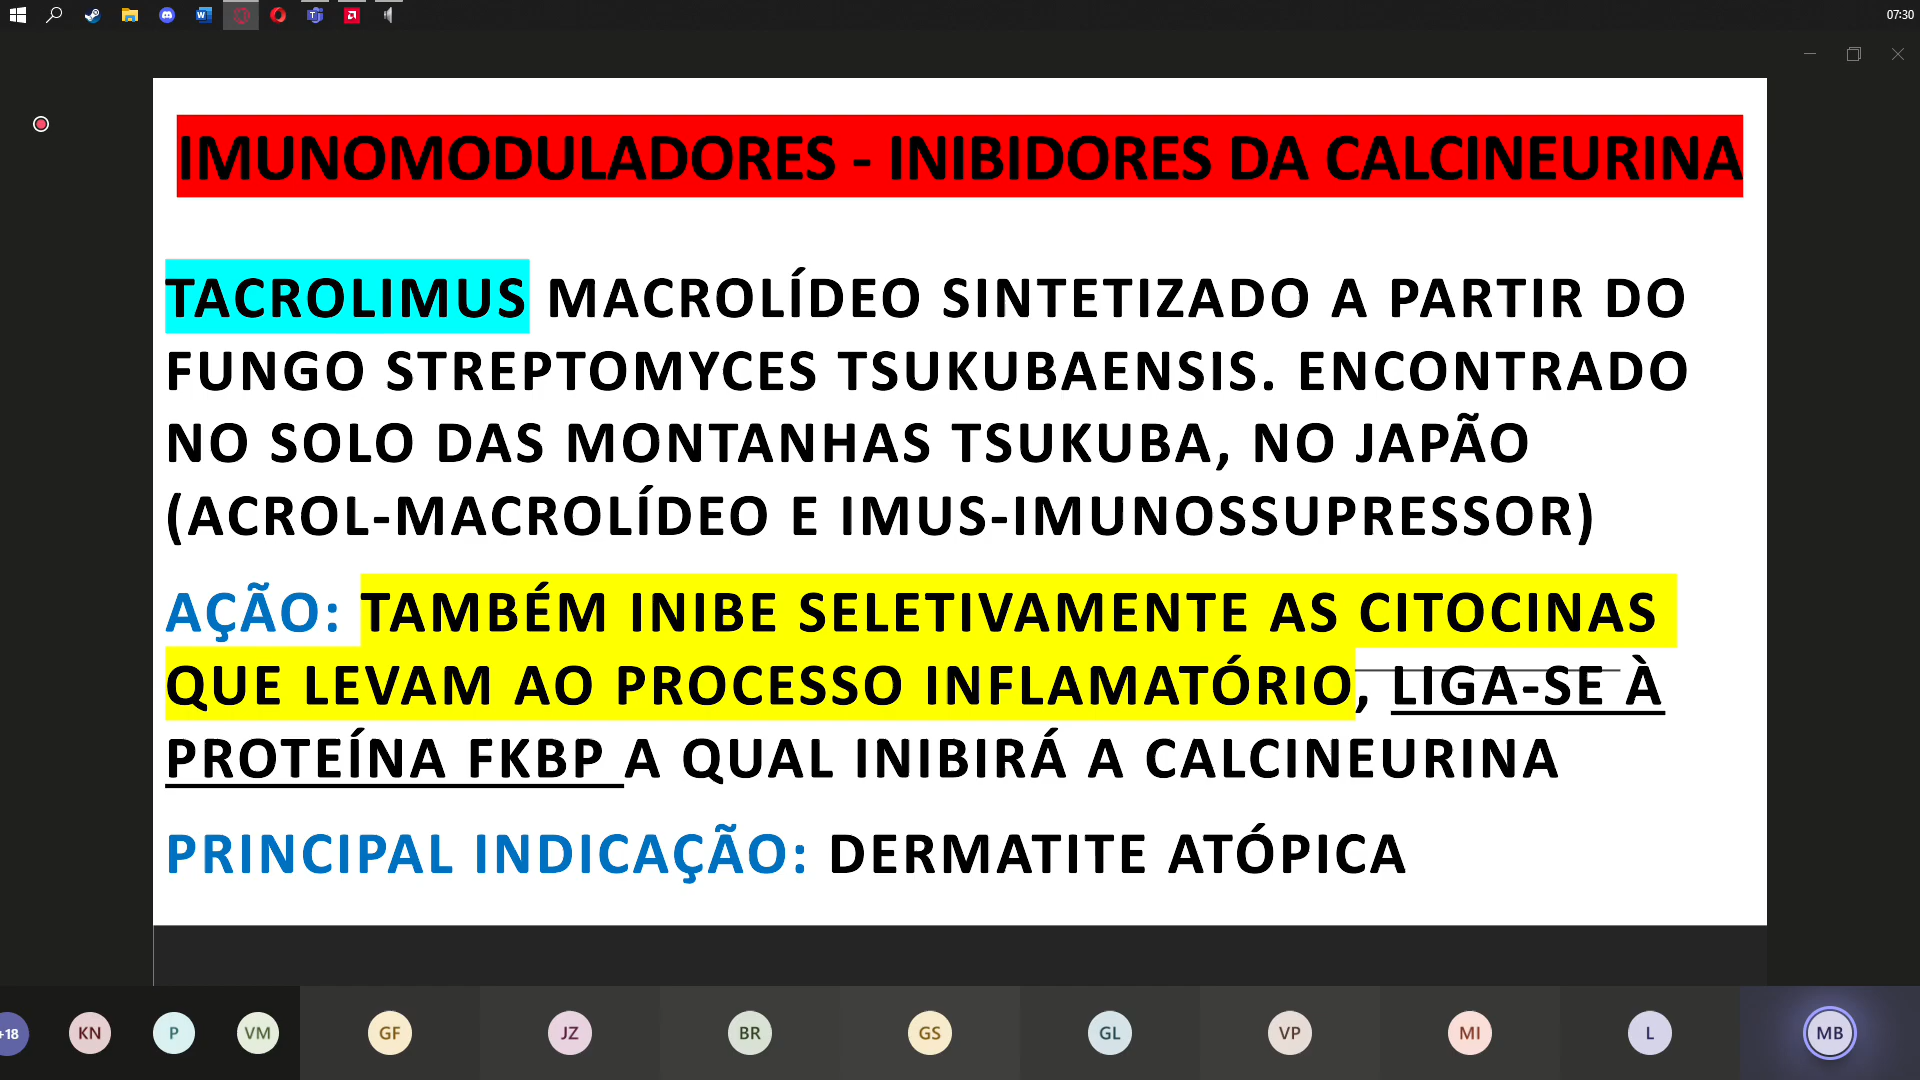 07:30
IMUNOMODULADORES - INIBIDORES DA CALCINEURINA
TACROLIMUS MACROLÍDEO SINTETIZADO A PARTIR DO
FUNGO STREPTOMYCES TSUKUBAENSIS. ENCONTRADO
NO SOLO DAS MONTANHAS TSUKUBA, NO JAPÃO
(ACROL-MACROLÍDEO E IMUS-IMUNOSSUPRESSOR)
AÇÃO: TAMBÉM INIBE SELETIVAMENTE AS CITOCINAS
QUE LEVAM AO PROCESSO INFLAMATÓRIO, LIGA-SE À
PROTEÍNA FKBP A QUAL INIBIRÁ A CALCINEURINA
PRINCIPAL INDICAÇÃO: DERMATITE ATÓPICA
+18 KN P VM GF JZ BR GS GL VP MI L MB